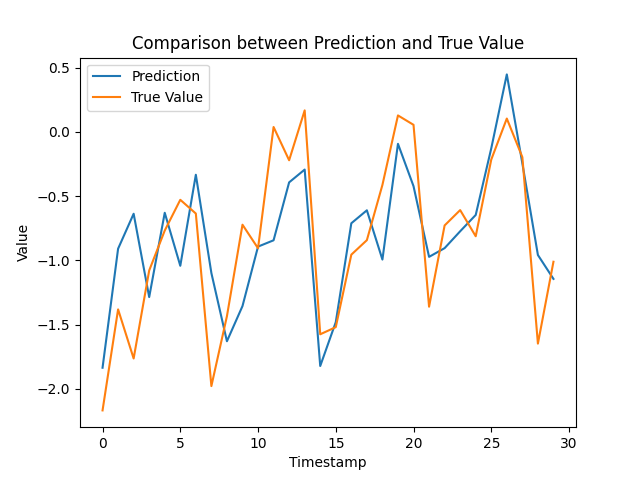 Comparison between Prediction and True Value
Prediction
True Value
0.5
0.0
−0.5
−1.0
−1.5
−2.0
Value
0 5 10 15 20 25 30
Timestamp